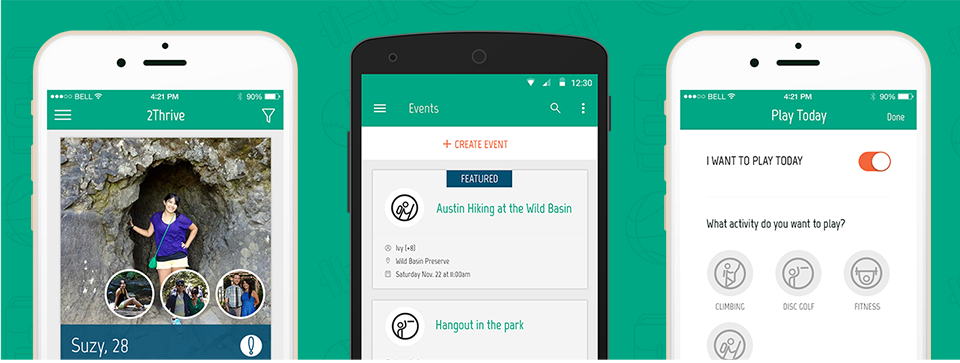 BELL 4:21 PM 90%
2Thrive
Suzy, 28
12:30
Events
+ CREATE EVENT
FEATURED
Austin Hiking at the Wild Basin
Ivy (+8)
Wild Basin Preserve
Saturday Nov. 22 at 11:00am
Hangout in the park
BELL 4:21 PM 90%
Play Today Done
I WANT TO PLAY TODAY
What activity do you want to play?
CLIMBING DISC GOLF FITNESS